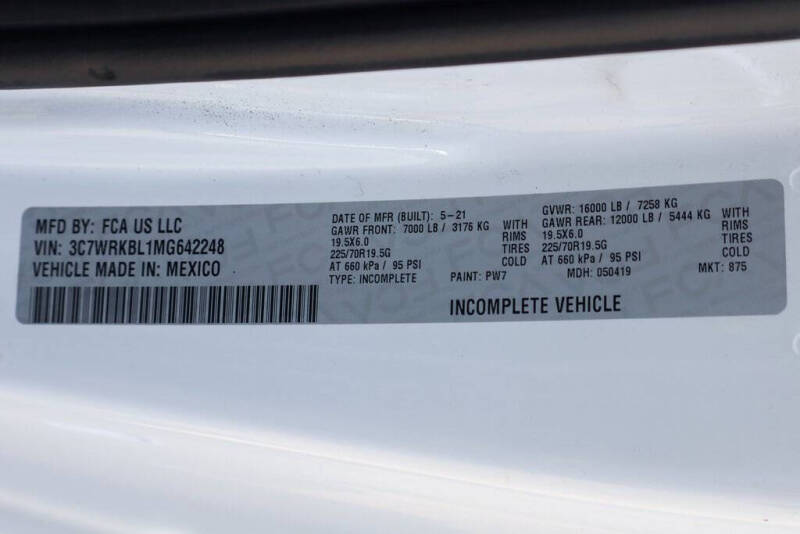 MFD BY: FCA US LLC
VIN: 3C7WRKBL1MG642248
VEHICLE MADE IN: MEXICO
DATE OF MFR (BUILT): 5-21
GAWR FRONT: 7000 LB / 3176 KG WITH
19.5X6.0 RIMS
225/70R19.5G TIRES
AT 660 kPa / 95 PSI COLD
TYPE: INCOMPLETE PAINT: PW7
GVWR: 16000 LB / 7258 KG
GAWR REAR: 12000 LB / 5444 KG WITH
19.5X6.0 RIMS
225/70R19.5G TIRES
AT 660 kPa / 95 PSI COLD
MDH: 050419 MKT: 875
INCOMPLETE VEHICLE